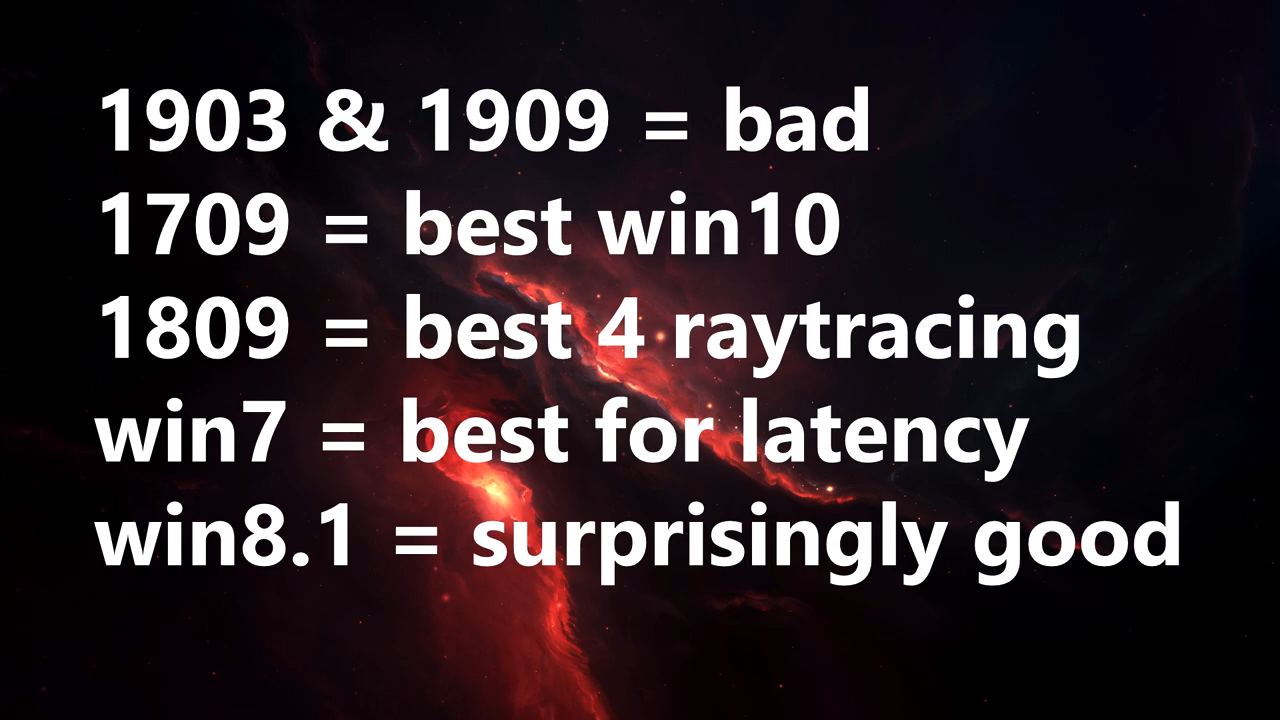 1903 & 1909 = bad
1709 = best win10
1809 = best 4 raytracing
win7 = best for latency
win8.1 = surprisingly good